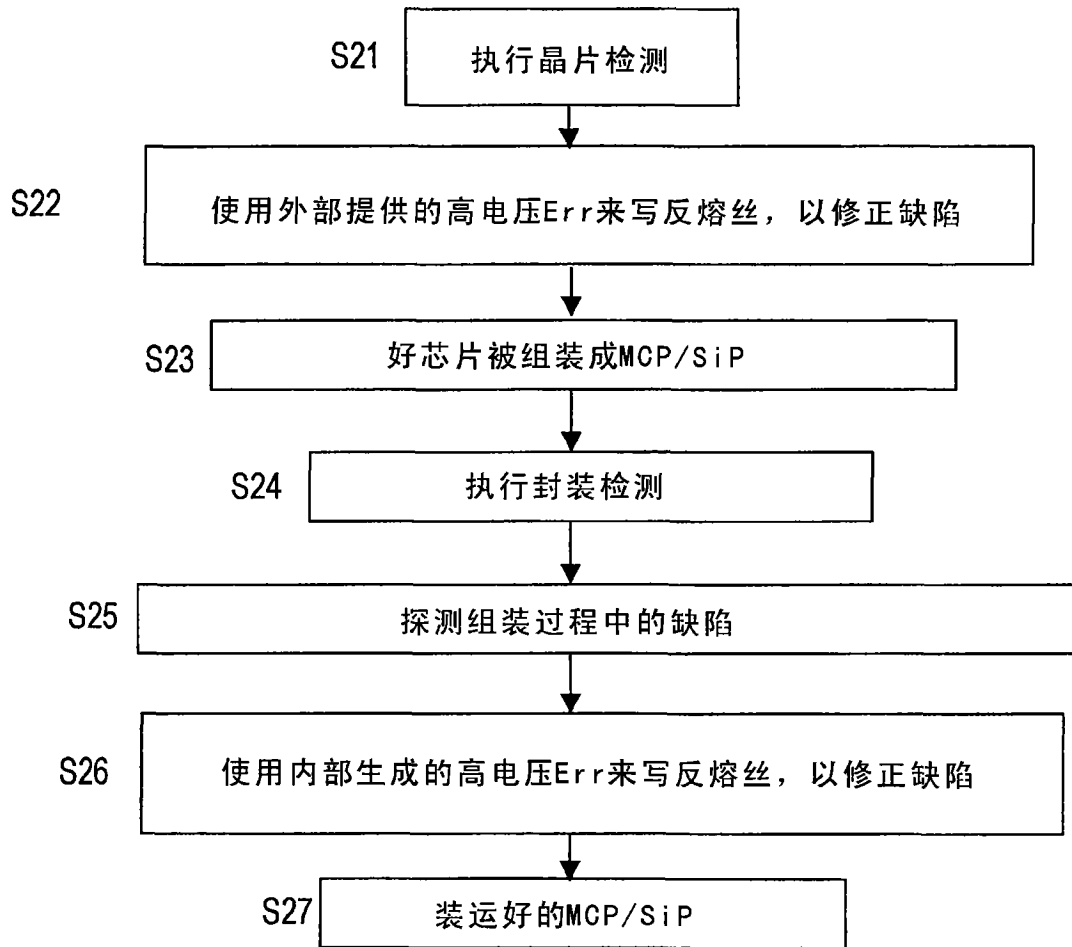 S21
执行晶片检测
S22
使用外部提供的高电压Err来写反熔丝，以修正缺陷
S23
好芯片被组装成MCP/SiP
S24
执行封装检测
S25
探测组装过程中的缺陷
S26
使用内部生成的高电压Err来写反熔丝，以修正缺陷
S27
装运好的MCP/SiP